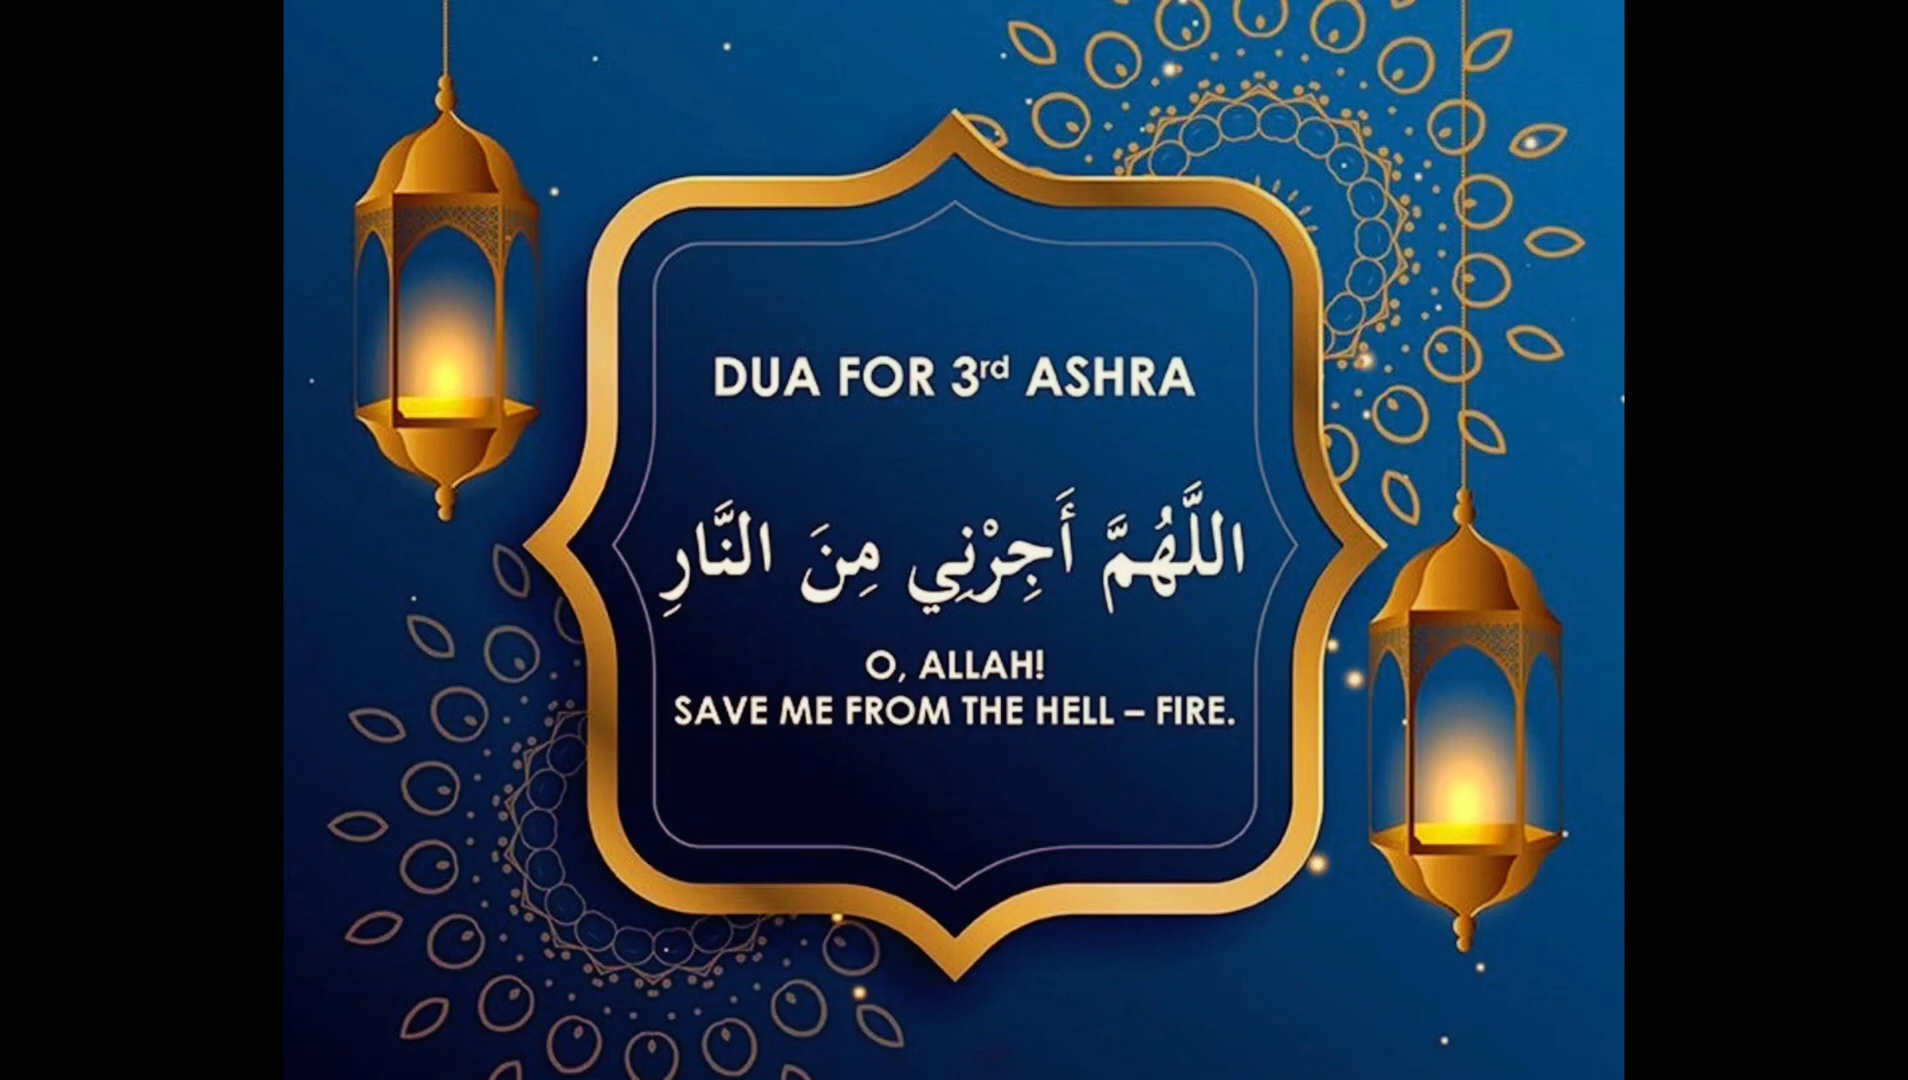 DUA FOR 3rd ASHRA
اللَّهُمَّ أَجِرْنِي مِنَ النَّارِ
O, ALLAH!
SAVE ME FROM THE HELL – FIRE.